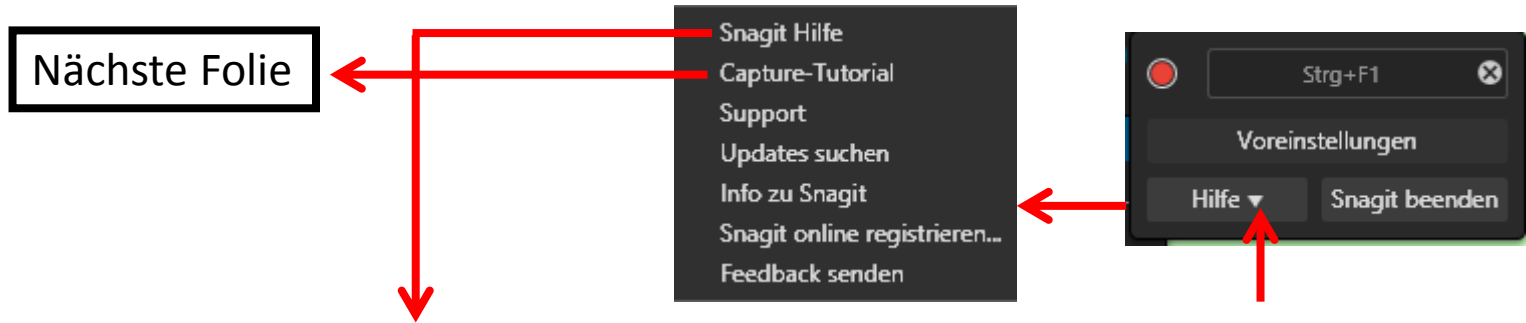 Nächste Folie
Snagit Hilfe
Capture-Tutorial
Support
Updates suchen
Info zu Snagit
Snagit online registrieren...
Feedback senden
Strg+F1
Voreinstellungen
Hilfe
Snagit beenden